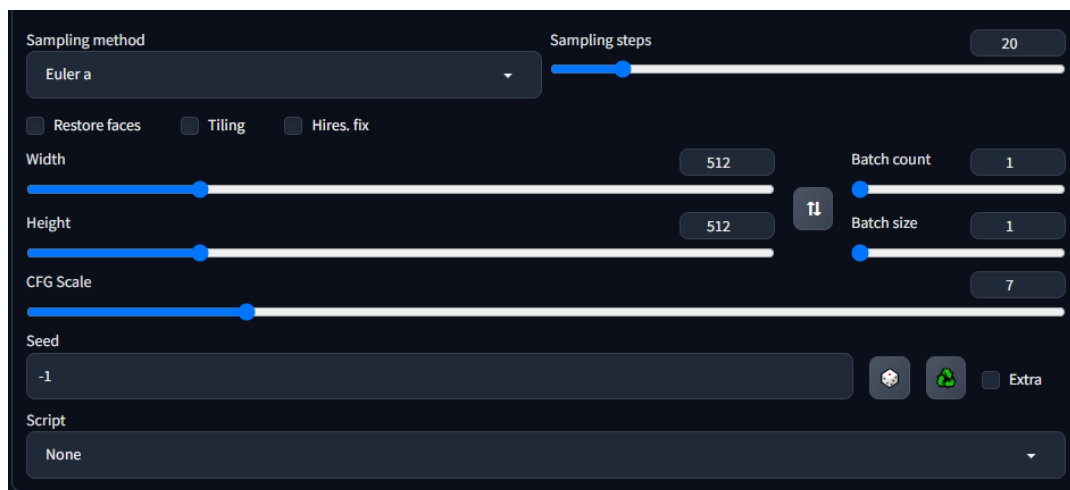 Sampling method
Sampling steps
20
Euler a
Restore faces
Tiling
Hires. fix
Width
512
Batch count
1
Height
512
Batch size
1
CFG Scale
7
Seed
-1
Extra
Script
None